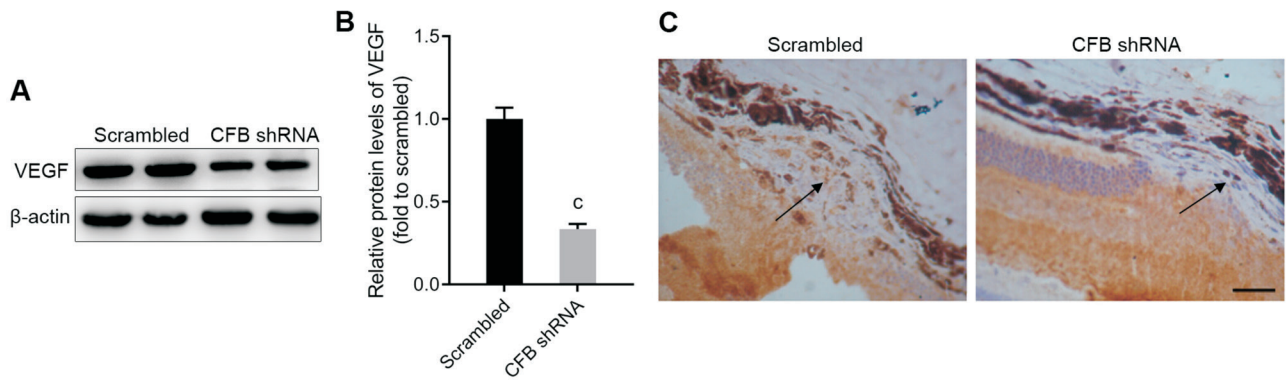 A
Scrambled CFB shRNA
VEGF
β-actin
B
Relative protein levels of VEGF
(fold to scrambled)
1.5
1.0
0.5
0.0
c
Scrambled
CFB shRNA
C
Scrambled
CFB shRNA